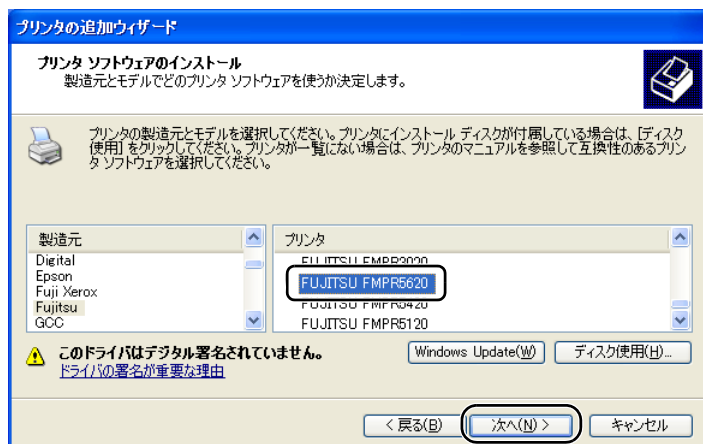 プリンタの追加ウィザード
プリンタ ソフトウェアのインストール
製造元とモデルでどのプリンタ ソフトウェアを使うか決定します。
プリンタの製造元とモデルを選択してください。プリンタにインストール ディスクが付属している場合は、[ディスク
使用] をクリックしてください。プリンタが一覧にない場合は、プリンタのマニュアルを参照して互換性のあるプリン
タ ソフトウェアを選択してください。
製造元
Digital
Epson
Fuji Xerox
Fujitsu
GCC
プリンタ
FUJITSU FMPR3020
FUJITSU FMPR5620
FUJITSU FMPR5420
FUJITSU FMPR5120
このドライバはデジタル署名されていません。
ドライバの署名が重要な理由
Windows Update(W)
ディスク使用(H)...
< 戻る(B)
次へ(N) >
キャンセル